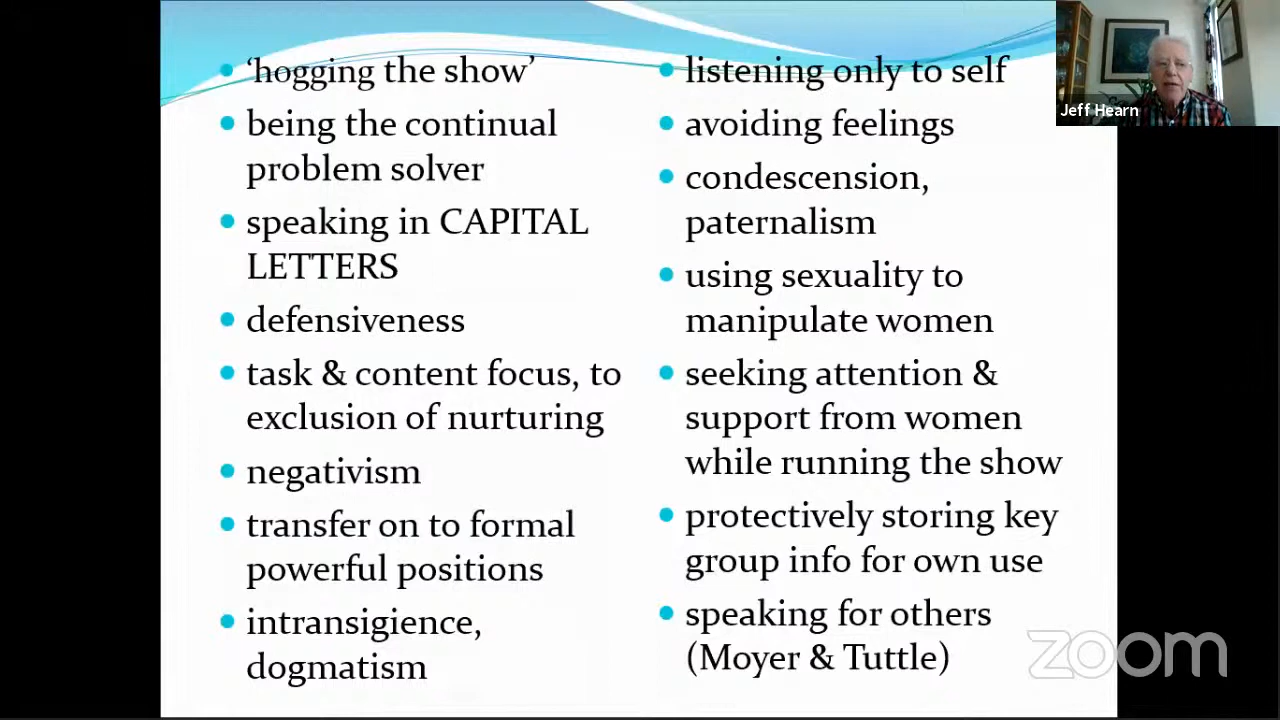 ‘hogging the show’
being the continual
problem solver
speaking in CAPITAL
LETTERS
defensiveness
task & content focus, to
exclusion of nurturing
negativism
transfer on to formal
powerful positions
intransigience,
dogmatism
listening only to self
avoiding feelings
condescension,
paternalism
using sexuality to
manipulate women
seeking attention &
support from women
while running the show
protectively storing key
group info for own use
speaking for others
(Moyer & Tuttle)
Jeff Hearn
zoom